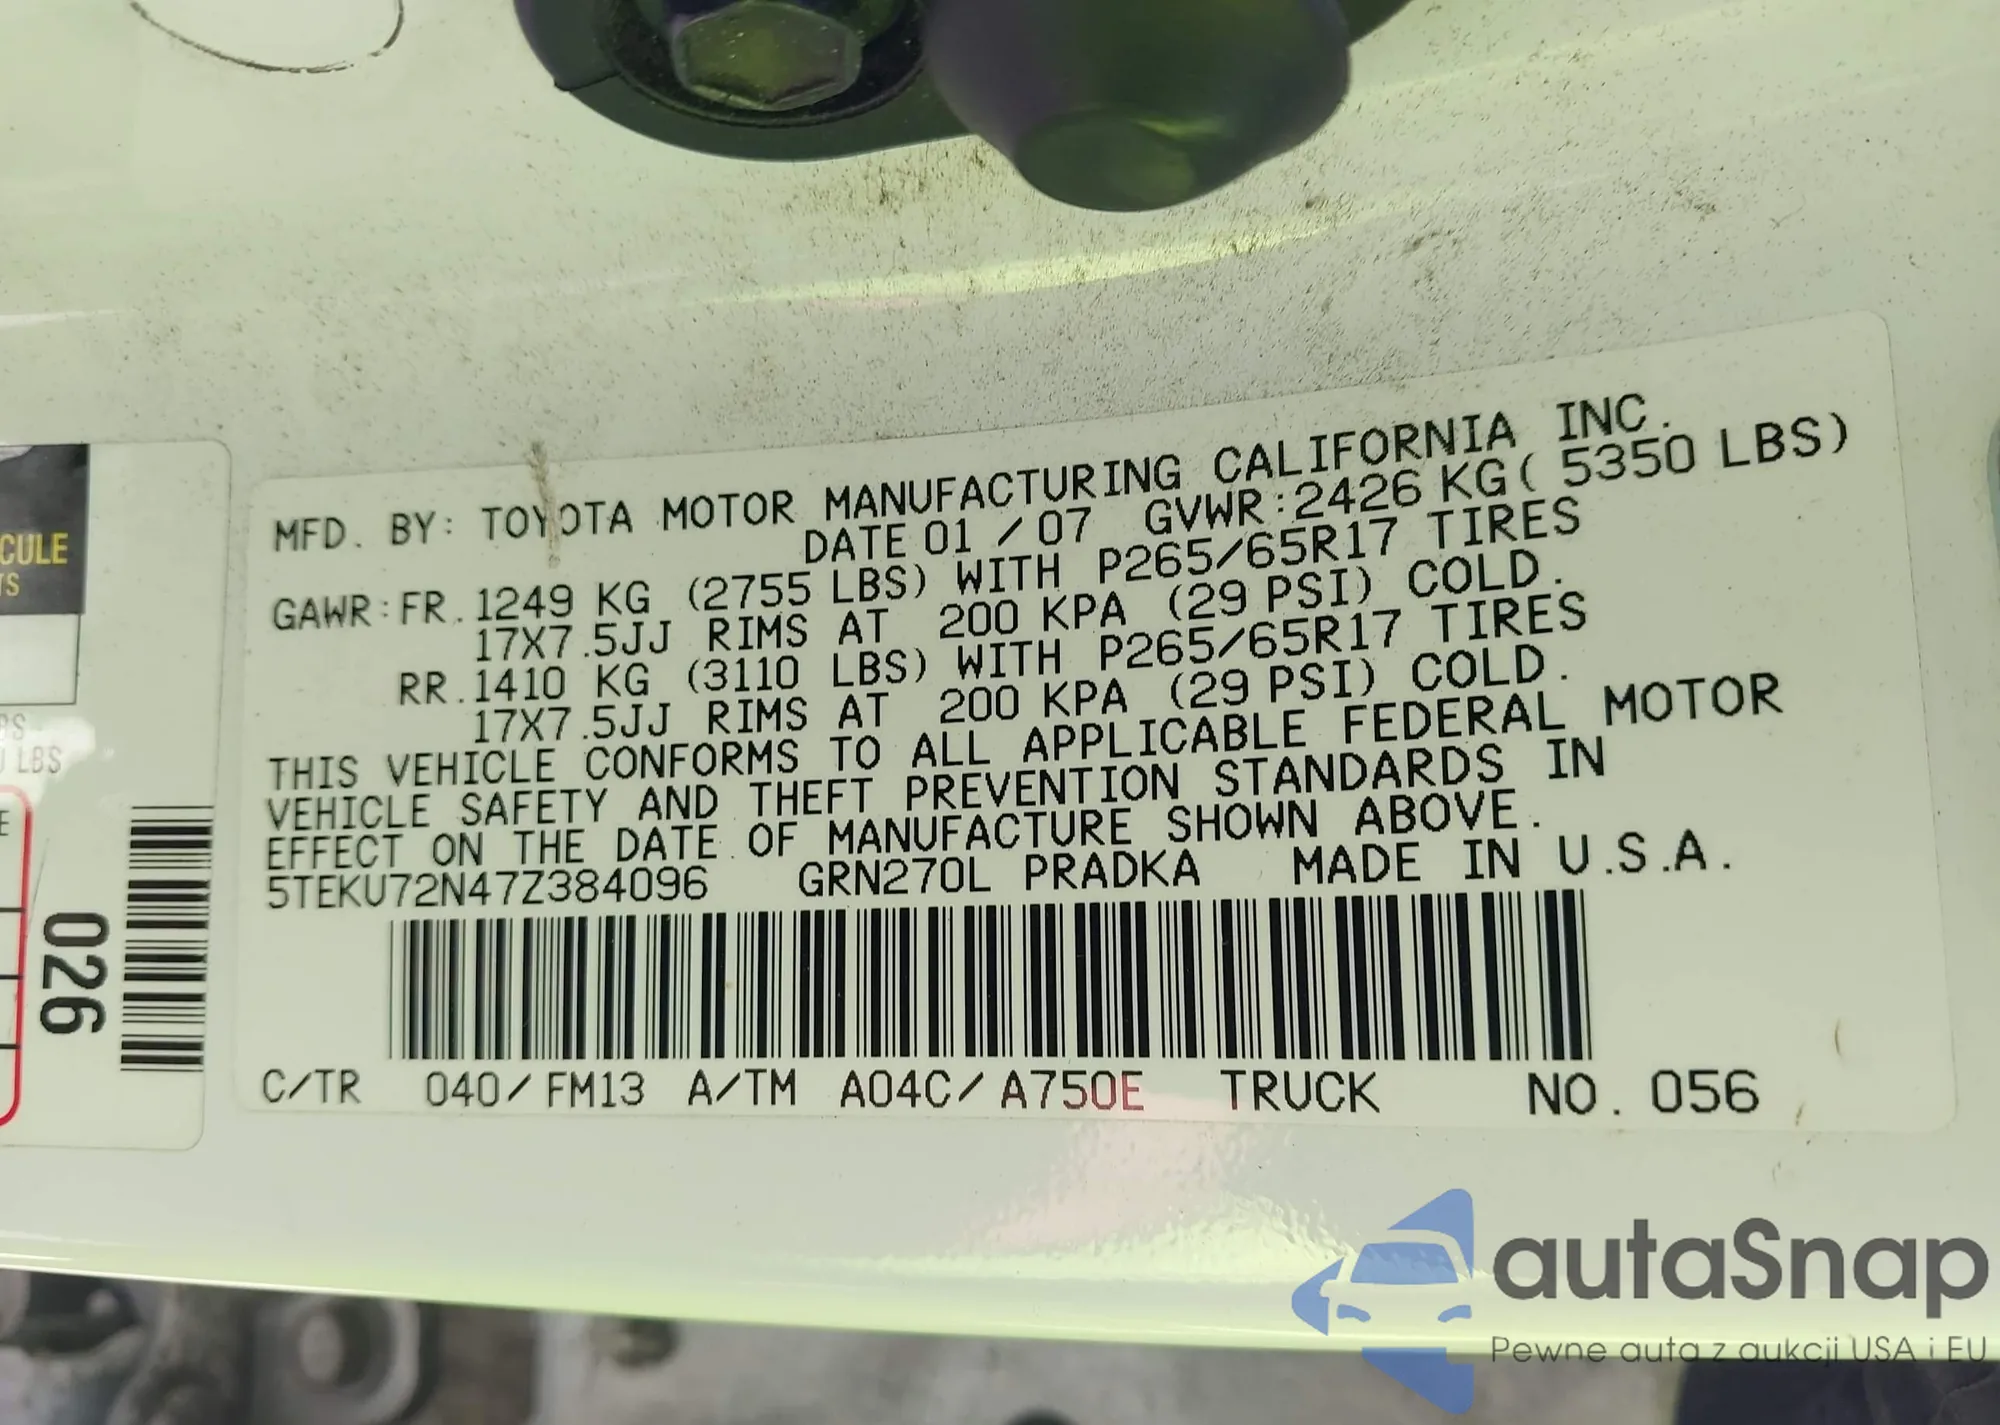 MFD. BY: TOYOTA MOTOR MANUFACTURING CALIFORNIA INC.
DATE 01 / 07 GVWR:2426 KG( 5350 LBS)
GAWR:FR. 1249 KG (2755 LBS) WITH P265/65R17 TIRES
17X7.5JJ RIMS AT 200 KPA (29 PSI) COLD.
RR. 1410 KG (3110 LBS) WITH P265/65R17 TIRES
17X7.5JJ RIMS AT 200 KPA (29 PSI) COLD.
THIS VEHICLE CONFORMS TO ALL APPLICABLE FEDERAL MOTOR
VEHICLE SAFETY AND THEFT PREVENTION STANDARDS IN
EFFECT ON THE DATE OF MANUFACTURE SHOWN ABOVE.
5TEKU72N47Z384096 GRN270L PRADKA MADE IN U.S.A.
C/TR 040/FM13 A/TM A04C/A750E TRUCK NO. 056
CULE
TS
LBS
026
autaSnap
Pewne auta z aukcji USA i EU